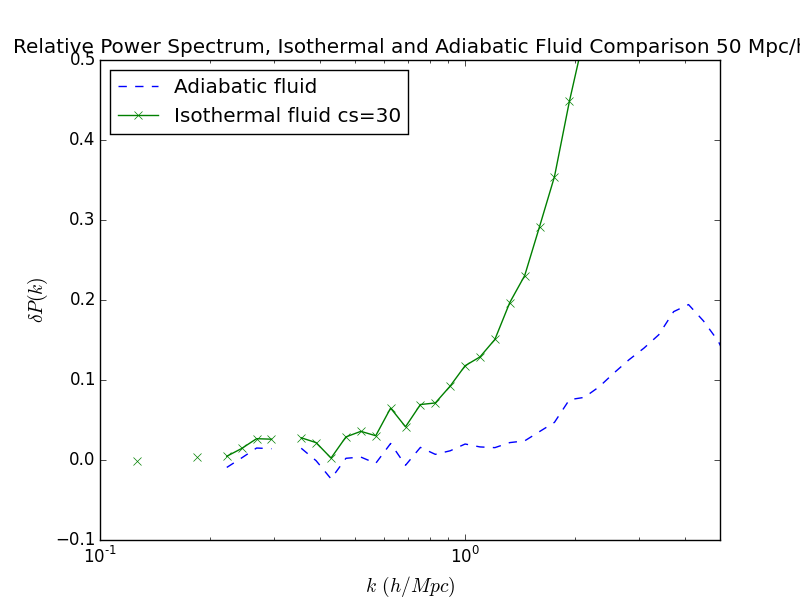 Relative Power Spectrum, Isothermal and Adiabatic Fluid Comparison 50 Mpc/h
Adiabatic fluid
Isothermal fluid cs=30
0.5
0.4
0.3
0.2
0.1
0.0
−0.1
δP(k)
10⁻¹
10⁰
k (h/Mpc)